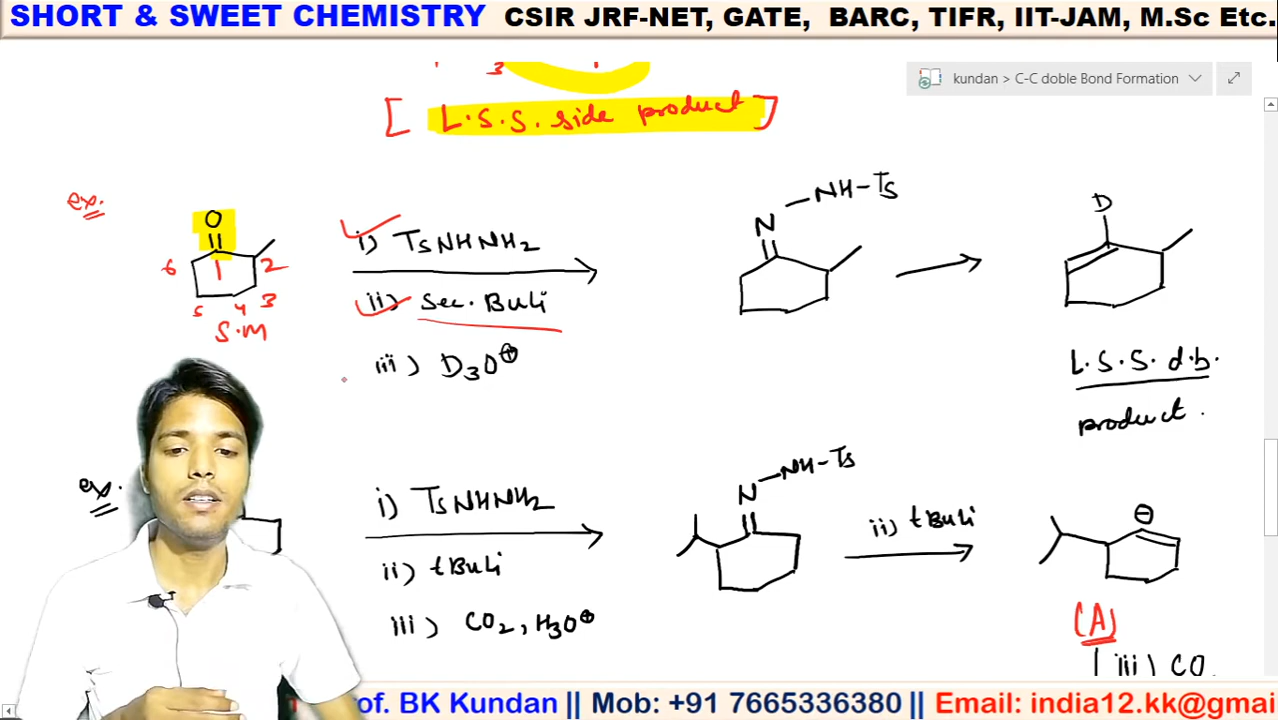 SHORT & SWEET CHEMISTRY CSIR JRF-NET, GATE, BARC, TIFR, IIT-JAM, M.Sc Etc.
kundan > C-C doble Bond Formation
3
[ L.S.S. side product ]
ex.
O
1
2
3
4
5
6
S.M
i) TsNHNH2
ii) Sec. BuLi
iii) D3O⊕
N-NH-Ts
D
L.S.S. d.b.
product.
ex.
i) TsNHNH2
ii) tBuLi
iii) CO2, H3O⊕
N-NH-Ts
ii) tBuLi
⊖
(A)
iii) CO
rof. BK Kundan || Mob: +91 7665336380 || Email: india12.kk@gmai